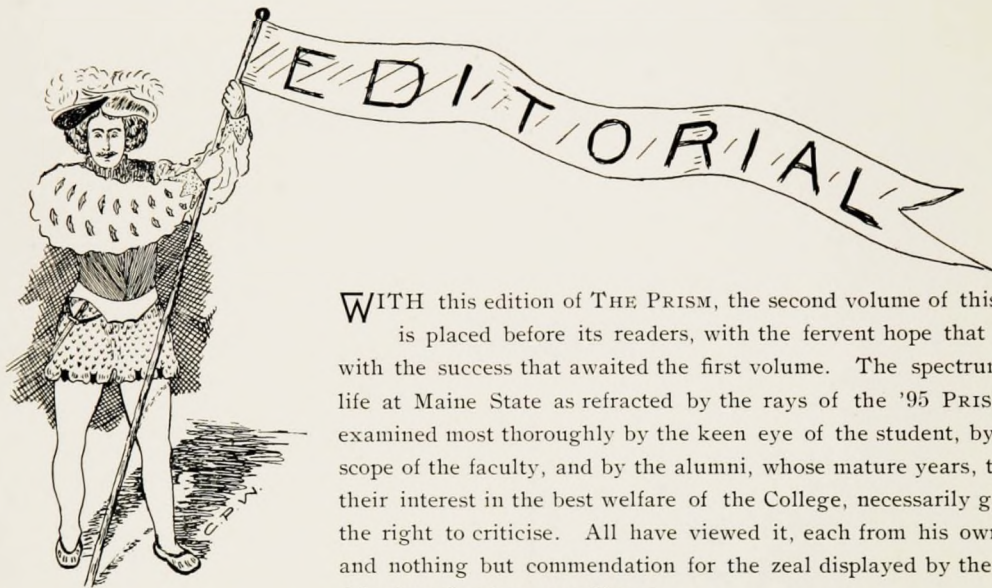 EDITORIAL
WITH this edition of THE PRISM, the second volume of this
is placed before its readers, with the fervent hope that
with the success that awaited the first volume. The spectru
life at Maine State as refracted by the rays of the '95 PRIS
examined most thoroughly by the keen eye of the student, by
scope of the faculty, and by the alumni, whose mature years, t
their interest in the best welfare of the College, necessarily g
the right to criticise. All have viewed it, each from his own
and nothing but commendation for the zeal displayed by the